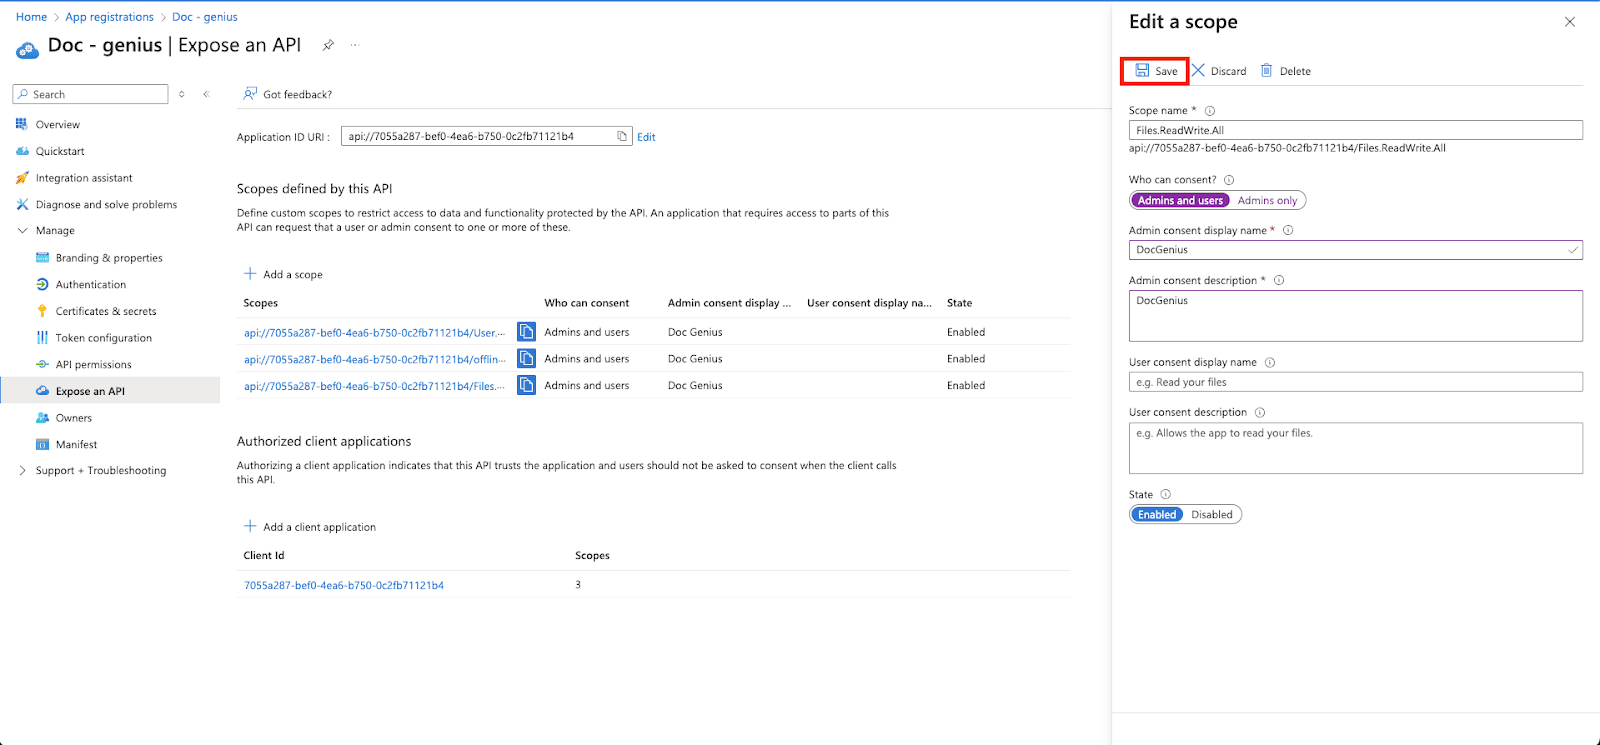 Home > App registrations > Doc - genius
Doc - genius | Expose an API
Search
Overview
Quickstart
Integration assistant
Diagnose and solve problems
Manage
Branding & properties
Authentication
Certificates & secrets
Token configuration
API permissions
Expose an API
Owners
Manifest
Support + Troubleshooting
Got feedback?
Application ID URI :
api://7055a287-bef0-4ea6-b750-0c2fb71121b4
Edit
Scopes defined by this API
Define custom scopes to restrict access to data and functionality protected by the API. An application that requires access to parts of this
API can request that a user or admin consent to one or more of these.
Add a scope
Scopes Who can consent Admin consent display ... User consent display na... State
api://7055a287-bef0-4ea6-b750-0c2fb71121b4/User.... Admins and users Doc Genius Enabled
api://7055a287-bef0-4ea6-b750-0c2fb71121b4/offlin... Admins and users Doc Genius Enabled
api://7055a287-bef0-4ea6-b750-0c2fb71121b4/Files.... Admins and users Doc Genius Enabled
Authorized client applications
Authorizing a client application indicates that this API trusts the application and users should not be asked to consent when the client calls
this API.
Add a client application
Client Id Scopes
7055a287-bef0-4ea6-b750-0c2fb71121b4 3
Edit a scope
Save Discard Delete
Scope name *
Files.ReadWrite.All
api://7055a287-bef0-4ea6-b750-0c2fb71121b4/Files.ReadWrite.All
Who can consent?
Admins and users Admins only
Admin consent display name *
DocGenius
Admin consent description *
DocGenius
User consent display name
e.g. Read your files
User consent description
e.g. Allows the app to read your files.
State
Enabled Disabled